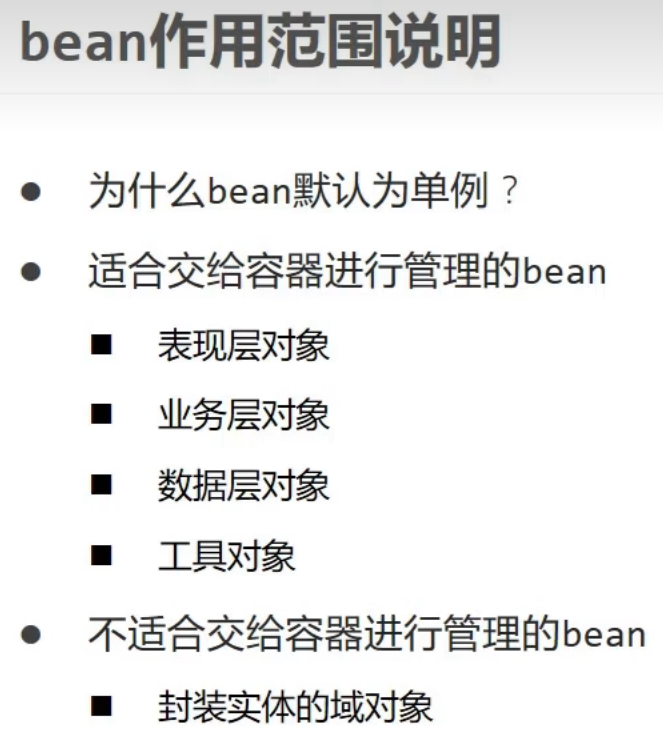 bean作用范围说明
为什么bean默认为单例？
适合交给容器进行管理的bean
表现层对象
业务层对象
数据层对象
工具对象
不适合交给容器进行管理的bean
封装实体的域对象